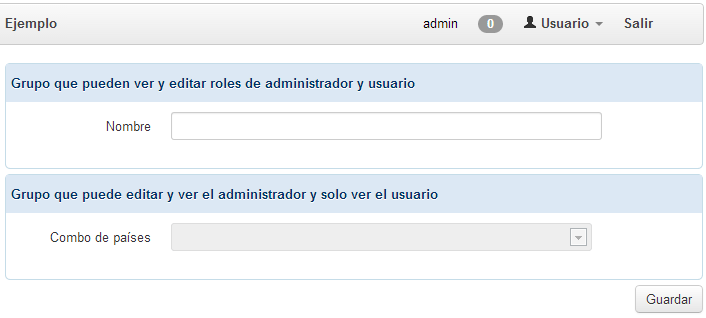 Ejemplo admin 0 Usuario Salir
Grupo que pueden ver y editar roles de administrador y usuario
Nombre
Grupo que puede editar y ver el administrador y solo ver el usuario
Combo de países
Guardar